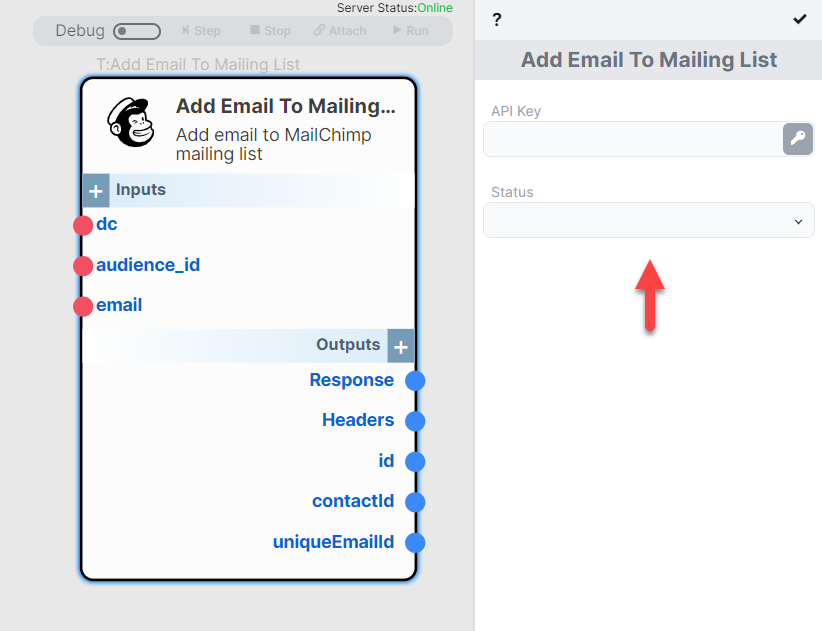 Server Status:Online
Debug Step Stop Attach Run
T:Add Email To Mailing List
Add Email To Mailing...
Add email to MailChimp
mailing list
+ Inputs
dc
audience_id
email
Outputs +
Response
Headers
id
contactId
uniqueEmailId
?
Add Email To Mailing List
API Key
Status